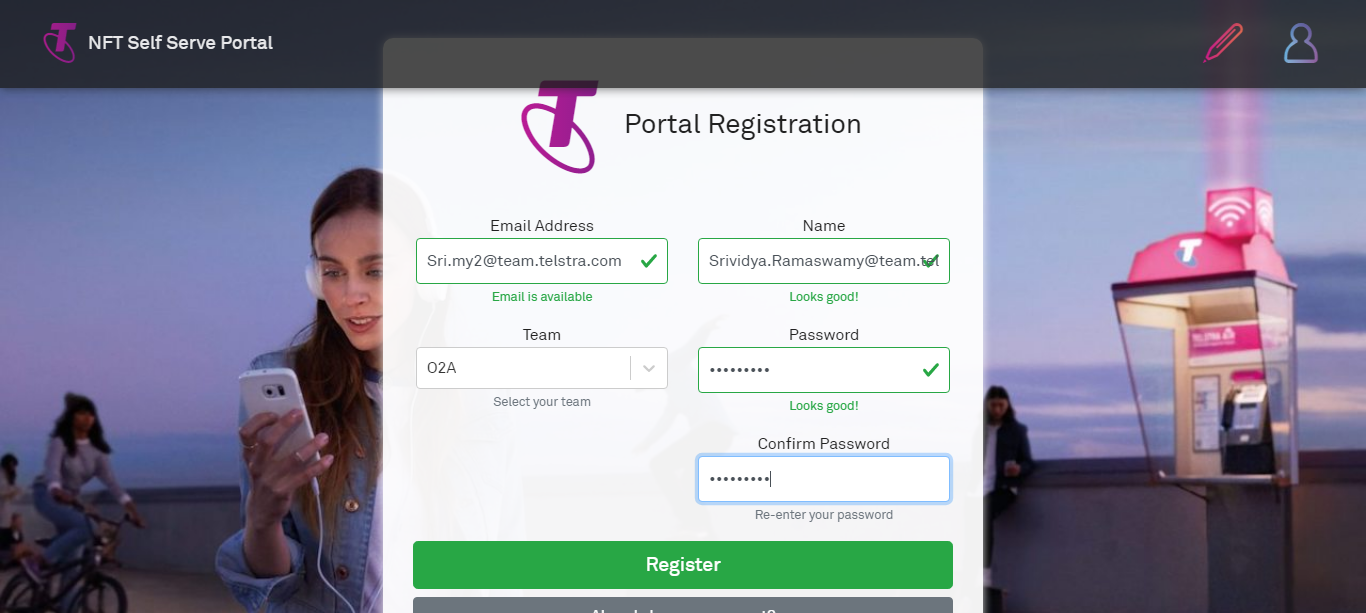 NFT Self Serve Portal
Portal Registration
Email Address
Name
Sri.my2@team.telstra.com
Srividya.Ramaswamy@team.tel
Email is available
Looks good!
Team
Password
O2A
•••••••••
Select your team
Looks good!
Confirm Password
•••••••••
Re-enter your password
Register